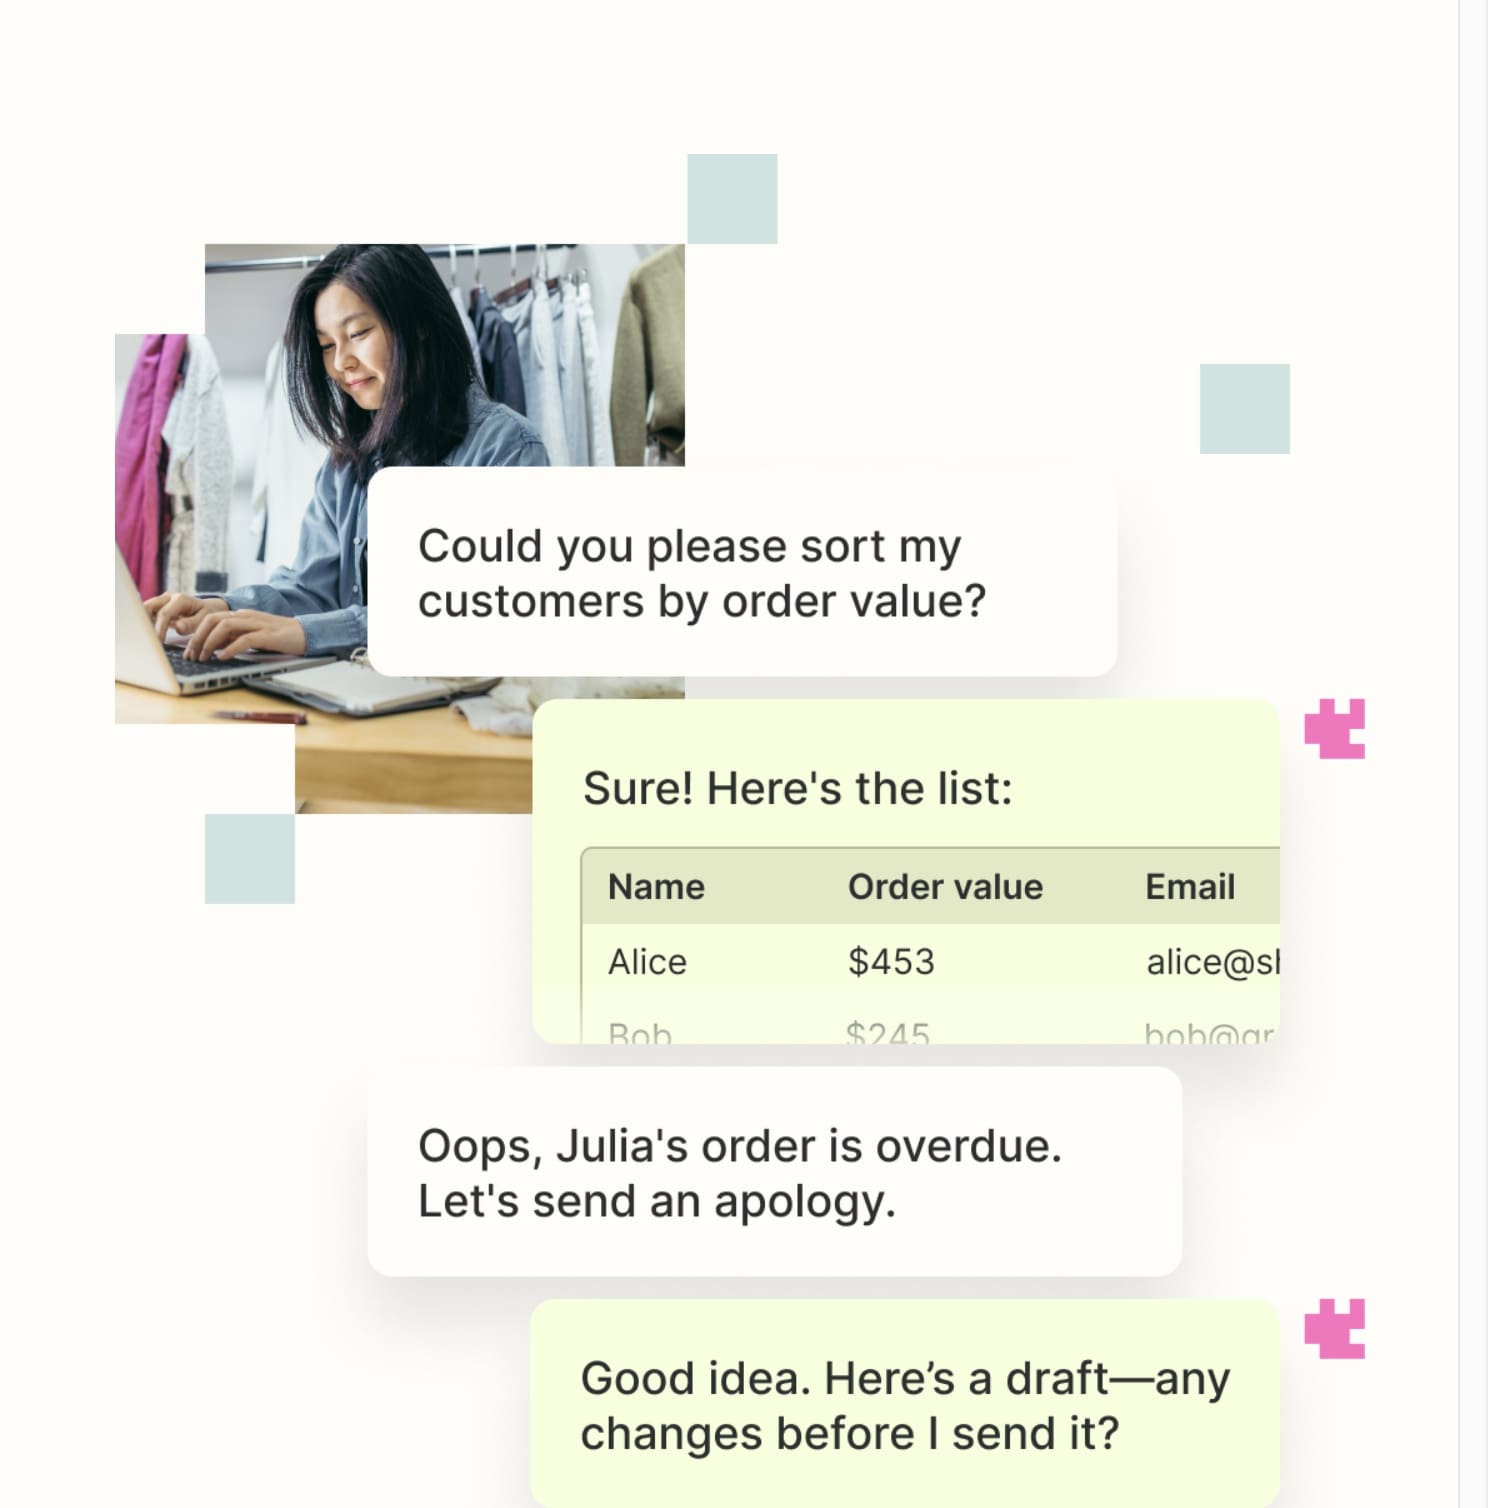 Could you please sort my
customers by order value?
Sure! Here's the list:
Name Order value Email
Alice $453 alice@sh
Bob $245 bob@gr
Oops, Julia's order is overdue.
Let's send an apology.
Good idea. Here’s a draft—any
changes before I send it?